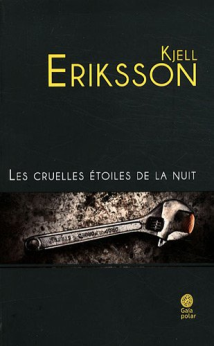 KJELL
ERIKSSON
LES CRUELLES ÉTOILES DE LA NUIT
Gaïa
polar